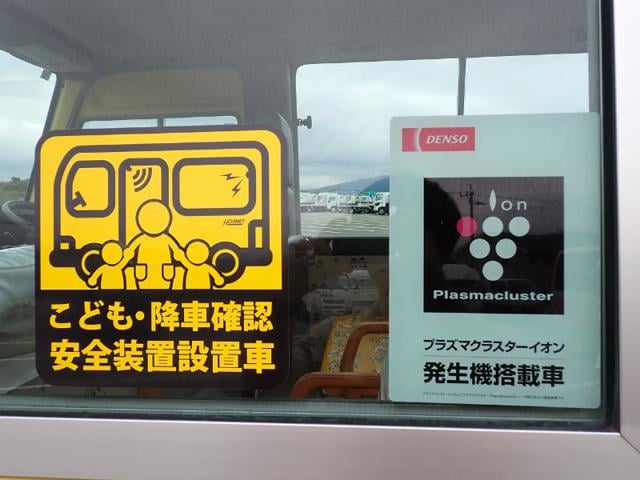 HORNET
こども・降車確認
安全装置設置車
DENSO
Ion
Plasmacluster
プラズマクラスターイオン
発生機搭載車